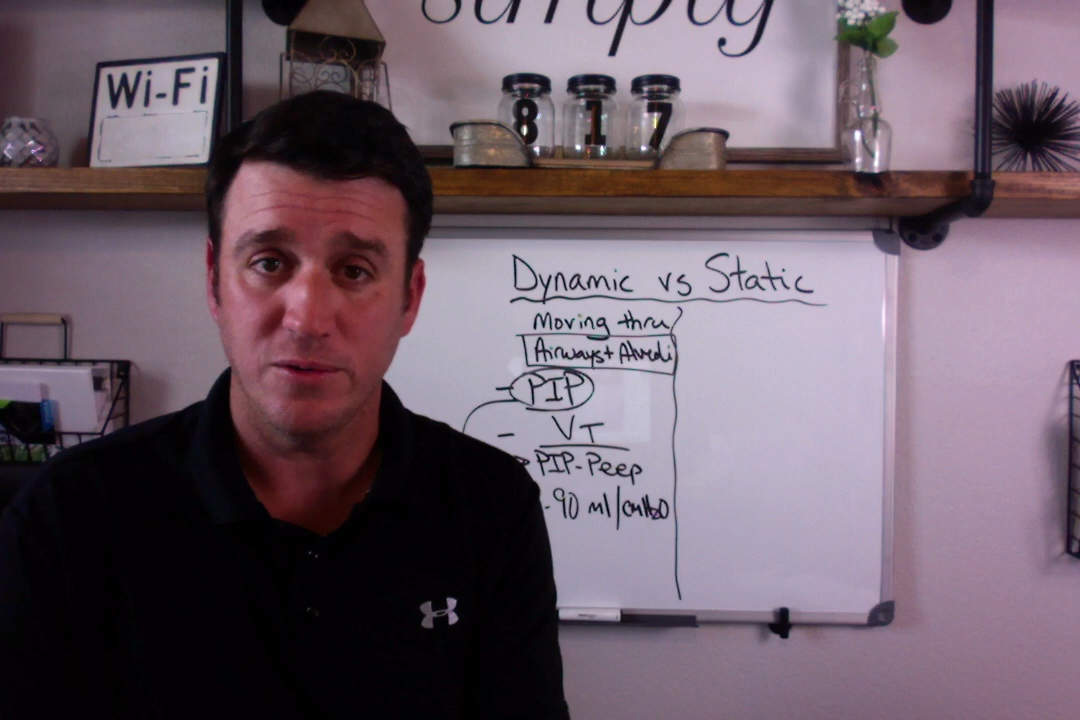 simply
Wi-Fi
8 1 7
Dynamic vs Static
Moving thru
Airways + Alveoli
- PIP
- VT
PIP-Peep
90 ml/cmH2O